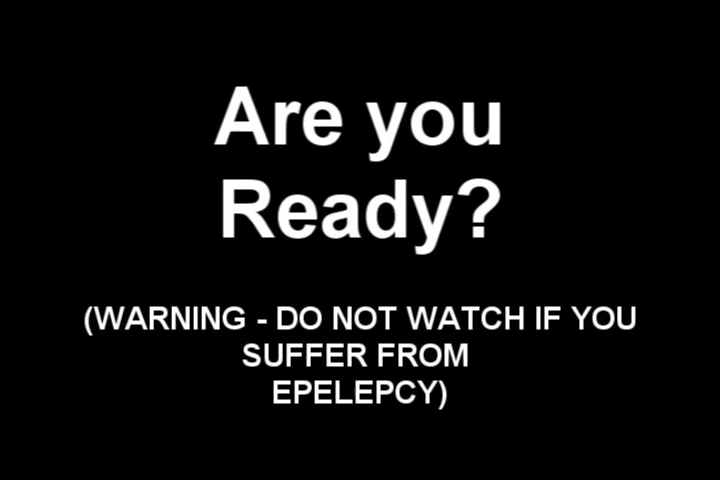 Are you
Ready?
(WARNING - DO NOT WATCH IF YOU
SUFFER FROM
EPELEPCY)